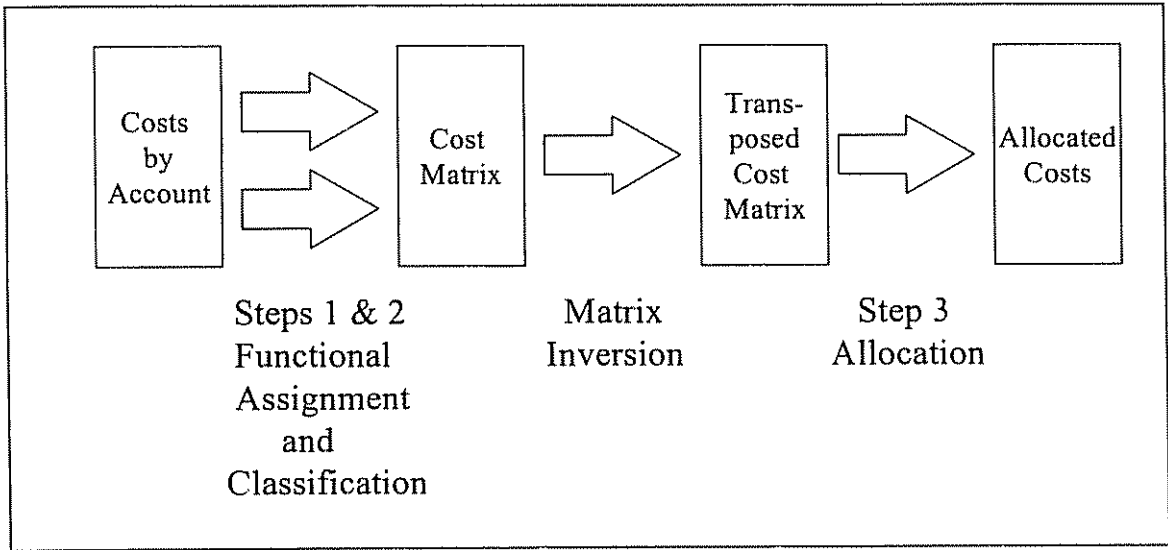 Costs
by
Account
Cost
Matrix
Trans-
posed
Cost
Matrix
Allocated
Costs
Steps 1 & 2
Functional
Assignment
and
Classification
Matrix
Inversion
Step 3
Allocation